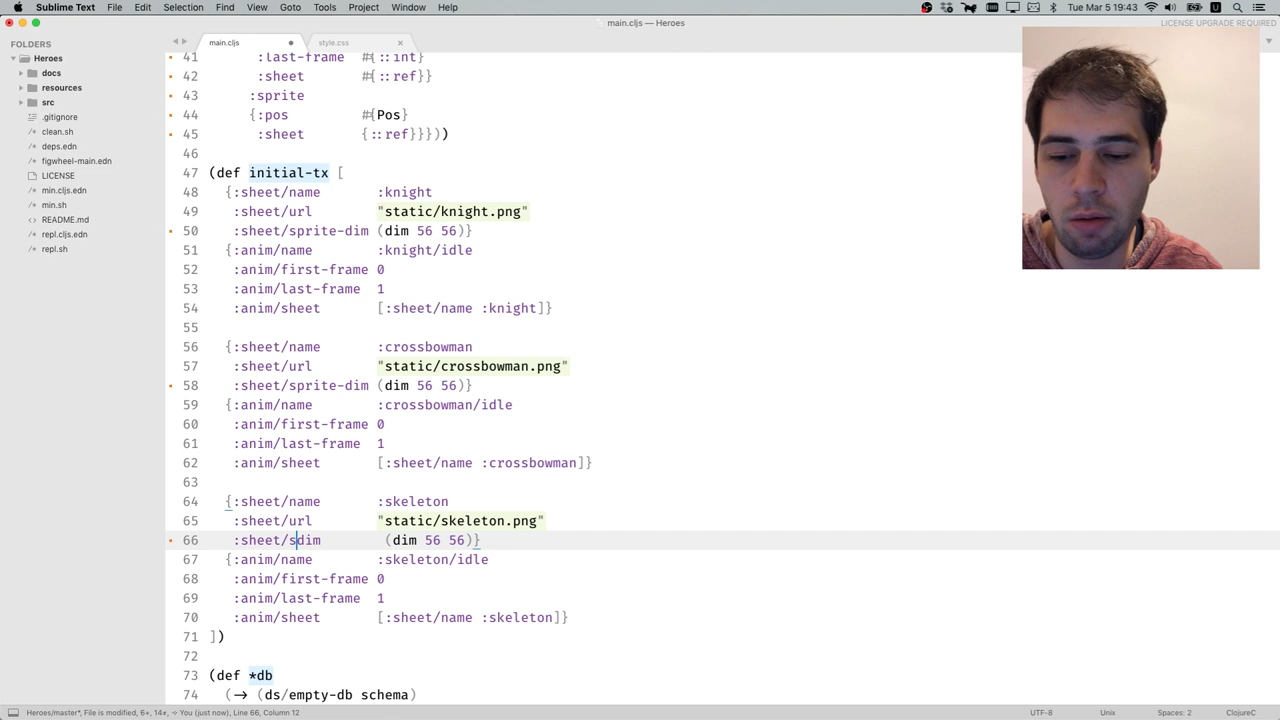 Sublime Text File Edit Selection Find View Goto Tools Project Window Help
Tue Mar 5 19:43
main.cljs — Heroes
LICENSE UPGRADE REQUIRED
FOLDERS
Heroes
docs
resources
src
.gitignore
clean.sh
deps.edn
figwheel-main.edn
LICENSE
min.cljs.edn
min.sh
README.md
repl.cljs.edn
repl.sh
main.cljs
style.css
41 :last-frame #{::int}
42 :sheet #{::ref}}
43 :sprite
44 {:pos #{Pos}
45 :sheet {::ref}}}))
46
47 (def initial-tx [
48 {:sheet/name :knight
49 :sheet/url "static/knight.png"
50 :sheet/sprite-dim (dim 56 56)}
51 {:anim/name :knight/idle
52 :anim/first-frame 0
53 :anim/last-frame 1
54 :anim/sheet [:sheet/name :knight]}
55
56 {:sheet/name :crossbowman
57 :sheet/url "static/crossbowman.png"
58 :sheet/sprite-dim (dim 56 56)}
59 {:anim/name :crossbowman/idle
60 :anim/first-frame 0
61 :anim/last-frame 1
62 :anim/sheet [:sheet/name :crossbowman]}
63
64 {:sheet/name :skeleton
65 :sheet/url "static/skeleton.png"
66 :sheet/sdim (dim 56 56)}
67 {:anim/name :skeleton/idle
68 :anim/first-frame 0
69 :anim/last-frame 1
70 :anim/sheet [:sheet/name :skeleton]}
71 ])
72
73 (def *db
74 (-> (ds/empty-db schema)
Heroes/master*, File is modified, 6+, 14≠, ⇠ You (just now), Line 66, Column 12
UTF-8
Unix
Spaces: 2
ClojureC